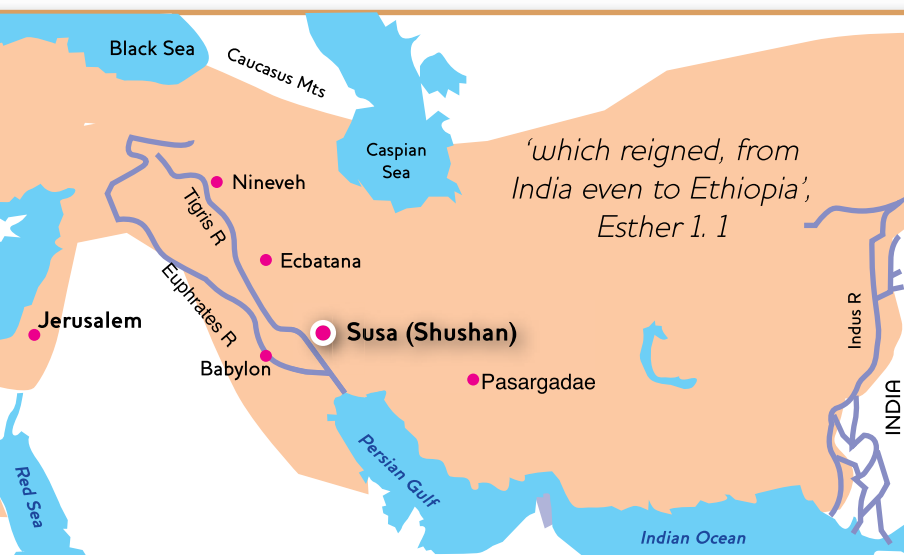 Black Sea
Caucasus Mts
Caspian
Sea
‘which reigned, from
India even to Ethiopia’,
Esther 1. 1
Nineveh
Tigris R
Ecbatana
Euphrates R
Jerusalem
Susa (Shushan)
Babylon
Pasargadae
Indus R
INDIA
Persian Gulf
Red Sea
Indian Ocean